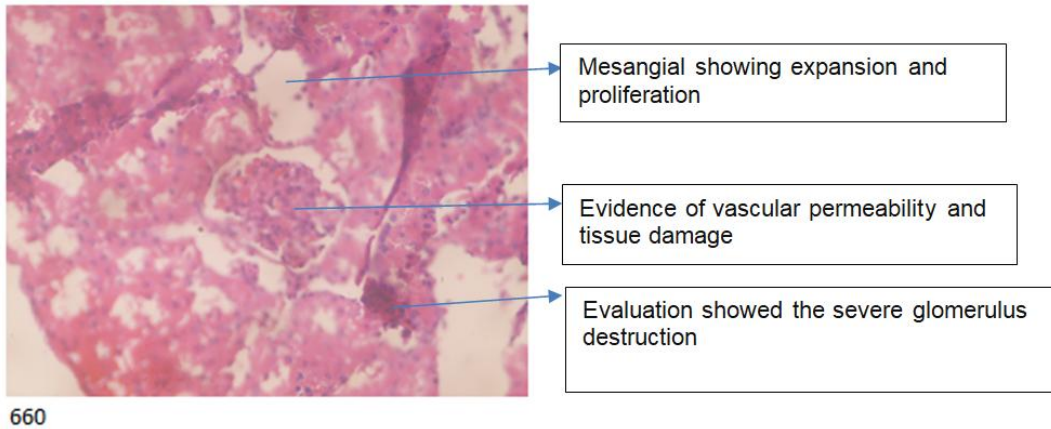 Mesangial showing expansion and
proliferation
Evidence of vascular permeability and
tissue damage
Evaluation showed the severe glomerulus
destruction
660